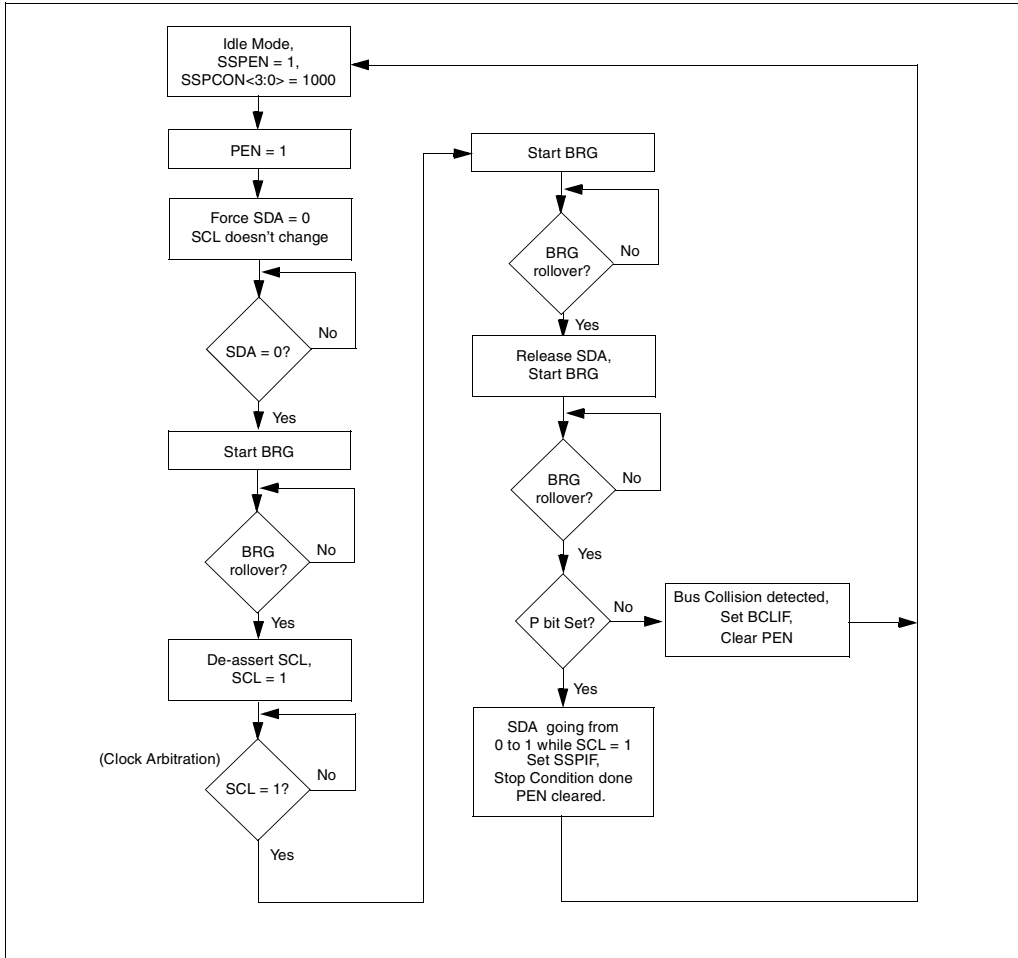 Idle Mode,
SSPEN = 1,
SSPCON<3:0> = 1000
PEN = 1
Force SDA = 0
SCL doesn't change
SDA = 0?
No
Yes
Start BRG
BRG
rollover?
No
Yes
De-assert SCL,
SCL = 1
(Clock Arbitration)
SCL = 1?
No
Yes
Start BRG
BRG
rollover?
No
Yes
Release SDA,
Start BRG
BRG
rollover?
No
Yes
P bit Set?
No
Bus Collision detected,
Set BCLIF,
Clear PEN
Yes
SDA going from
0 to 1 while SCL = 1
Set SSPIF,
Stop Condition done
PEN cleared.